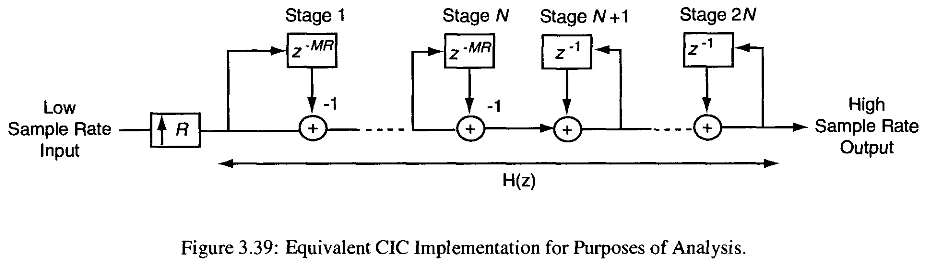 Stage 1
Stage N
Stage N+1
Stage 2N
z-MR
z-MR
z-1
z-1
-1
-1
Low
Sample Rate
Input
R
+
+
+
+
High
Sample Rate
Output
H(z)
Figure 3.39: Equivalent CIC Implementation for Purposes of Analysis.